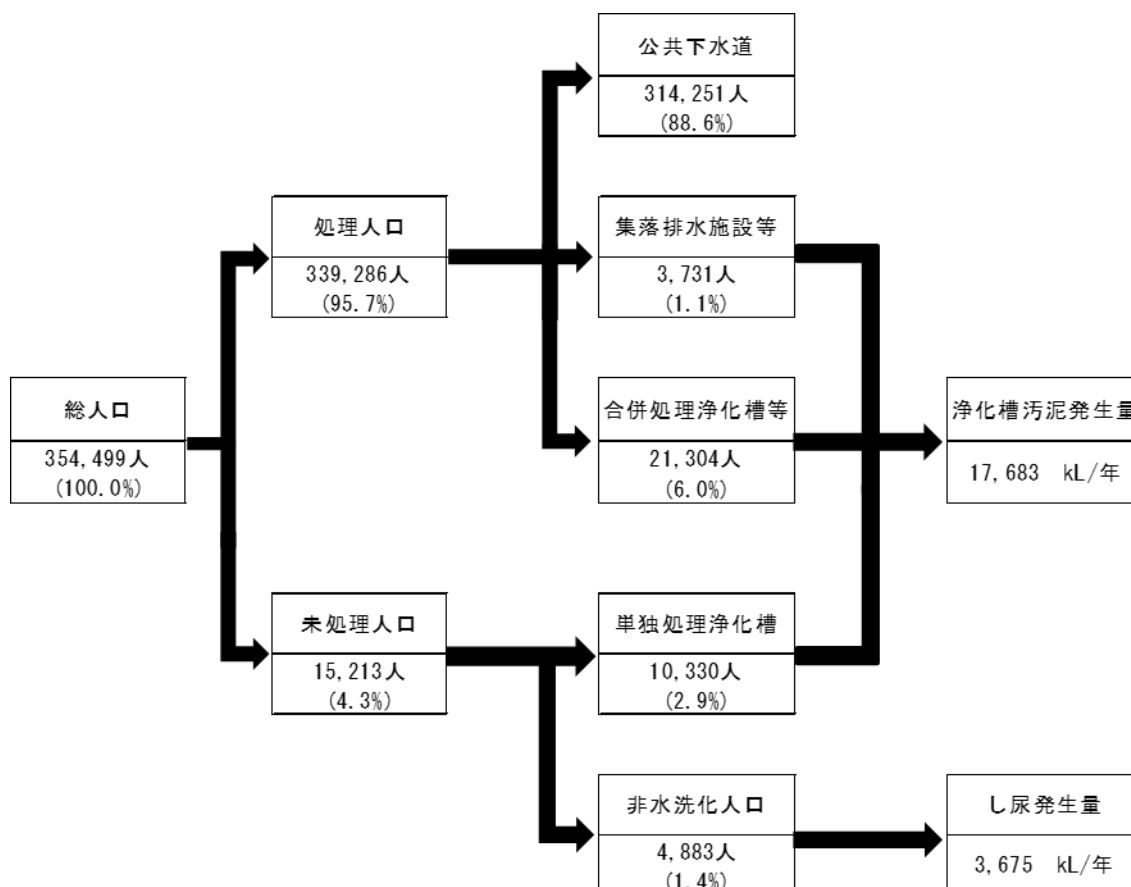 公共下水道
314,251人
(88.6%)
処理人口
339,286人
(95.7%)
集落排水施設等
3,731人
(1.1%)
総人口
354,499人
(100.0%)
合併処理浄化槽等
21,304人
(6.0%)
浄化槽汚泥発生量
17,683 kL/年
未処理人口
15,213人
(4.3%)
単独処理浄化槽
10,330人
(2.9%)
非水洗化人口
4,883人
(1.4%)
し尿発生量
3,675 kL/年